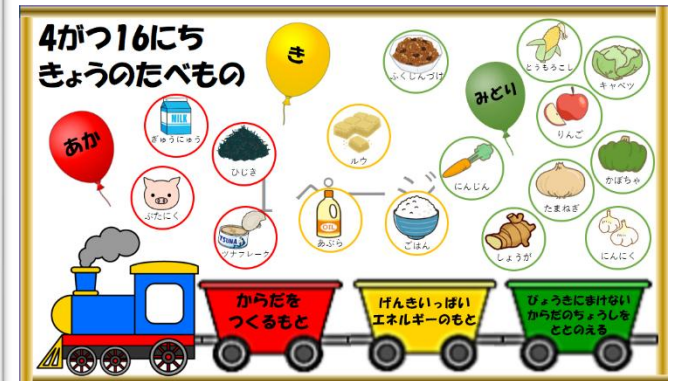 4がつ16にち
きょうのたべもの
き
ふくじんづけ
とうもろこし
キャベツ
みどり
あか
MILK
ぎゅうにゅう
ひじき
ルウ
りんご
にんじん
かぼちゃ
たまねぎ
1ページ
ぶたにく
TSUNA
ツナフレーク
OIL
あぶら
ごはん
しょうが
にんにく
からだを
つくるもと
げんきいっぱい
エネルギーのもと
びょうきにまけない
からだのちょうしを
ととのえる